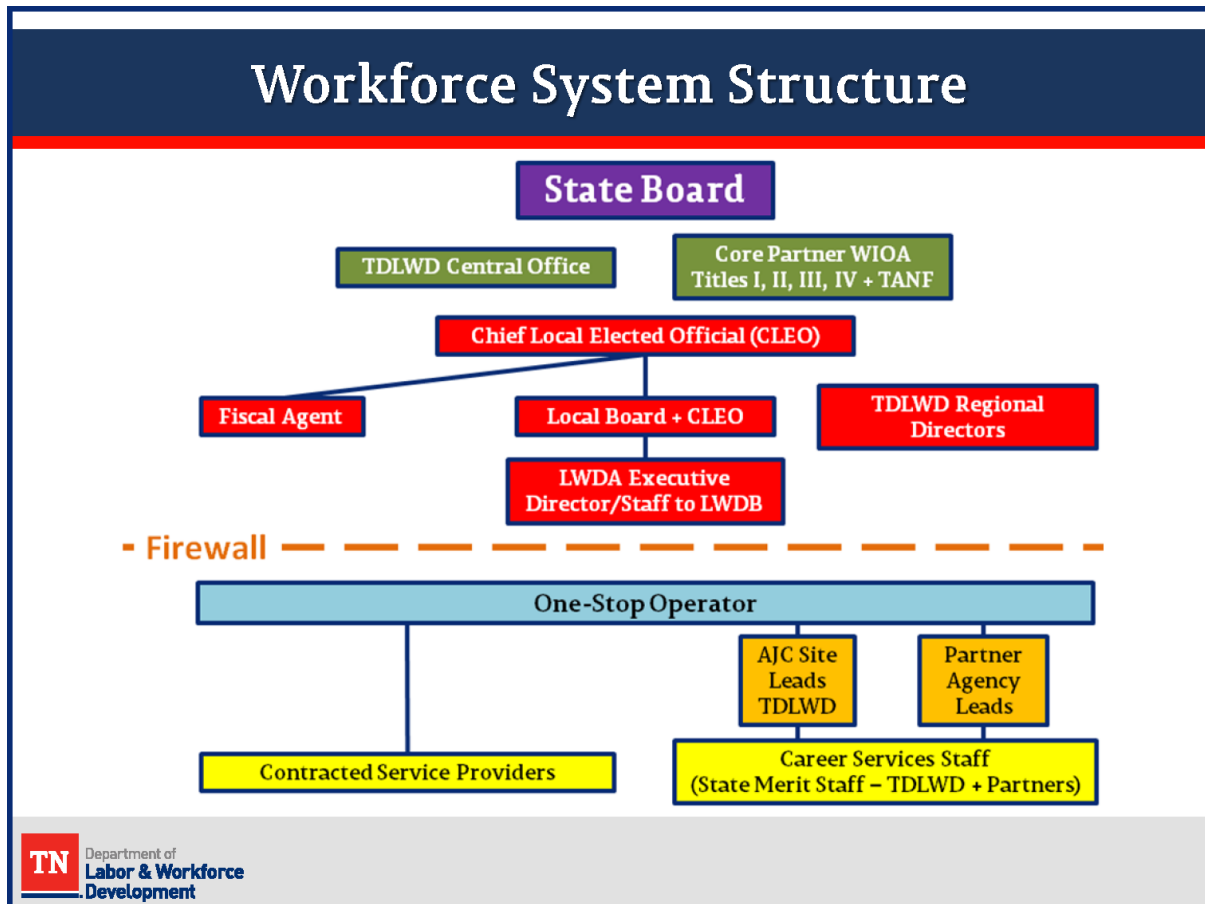 Workforce System Structure
State Board
TDLWD Central Office
Core Partner WIOA
Titles I, II, III, IV + TANF
Chief Local Elected Official (CLEO)
Fiscal Agent
Local Board + CLEO
TDLWD Regional
Directors
LWDA Executive
Director/Staff to LWDB
Firewall
One-Stop Operator
AJC Site
Leads
TDLWD
Partner
Agency
Leads
Contracted Service Providers
Career Services Staff
(State Merit Staff – TDLWD + Partners)
TN
Department of
Labor & Workforce
Development